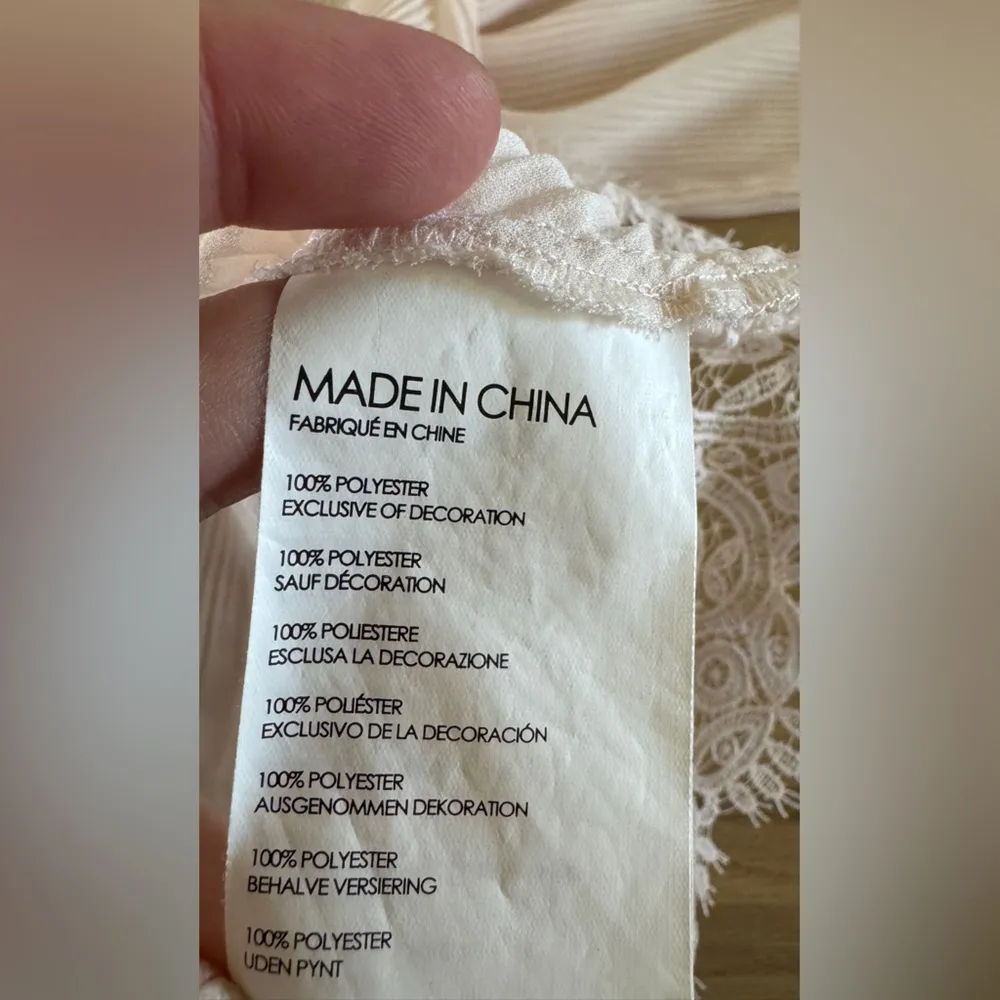 MADE IN CHINA
FABRIQUÉ EN CHINE
100% POLYESTER
EXCLUSIVE OF DECORATION
100% POLYESTER
SAUF DÉCORATION
100% POLIESTERE
ESCLUSA LA DECORAZIONE
100% POLIÉSTER
EXCLUSIVO DE LA DECORACIÓN
100% POLYESTER
AUSGENOMMEN DEKORATION
100% POLYESTER
BEHALVE VERSIERING
100% POLYESTER
UDEN PYNT